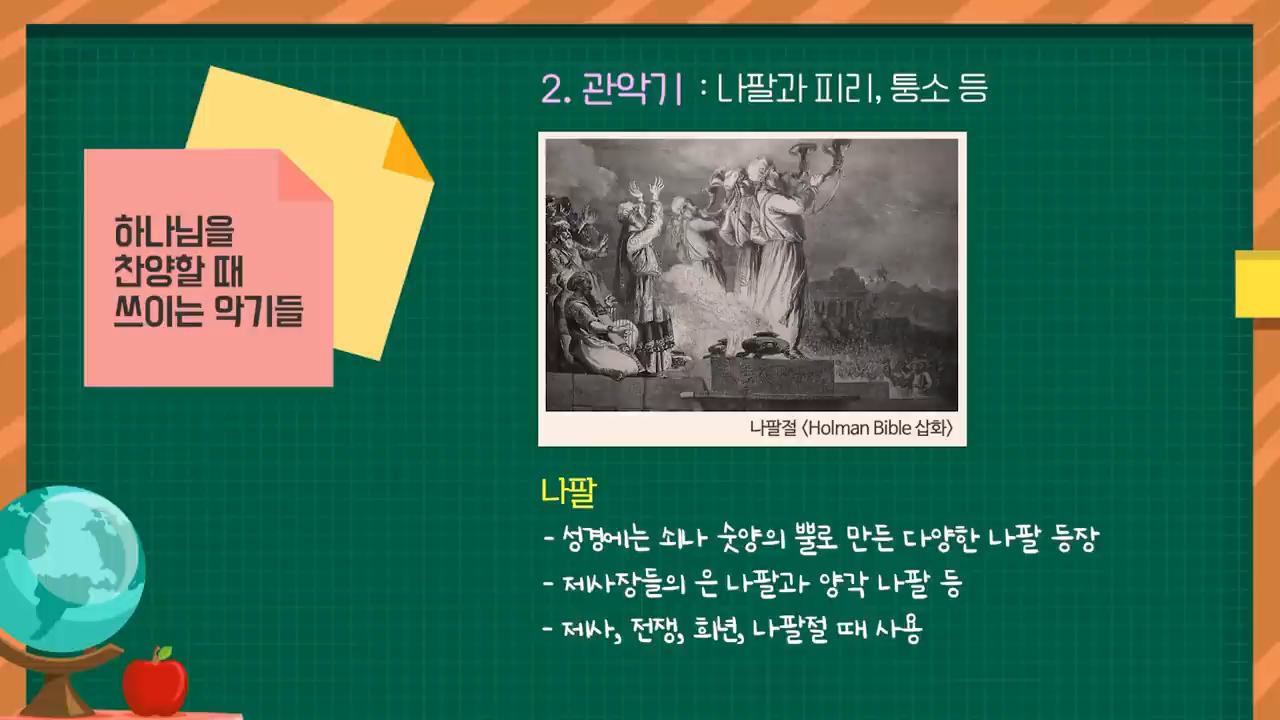 하나님을
찬양할 때
쓰이는 악기들
2. 관악기 : 나팔과 피리, 퉁소 등
나팔절 〈Holman Bible 삽화〉
나팔
- 성경에는 쇠나 숫양의 뿔로 만든 다양한 나팔 등장
- 제사장들의 은 나팔과 양각 나팔 등
- 제사, 전쟁, 희년, 나팔절 때 사용